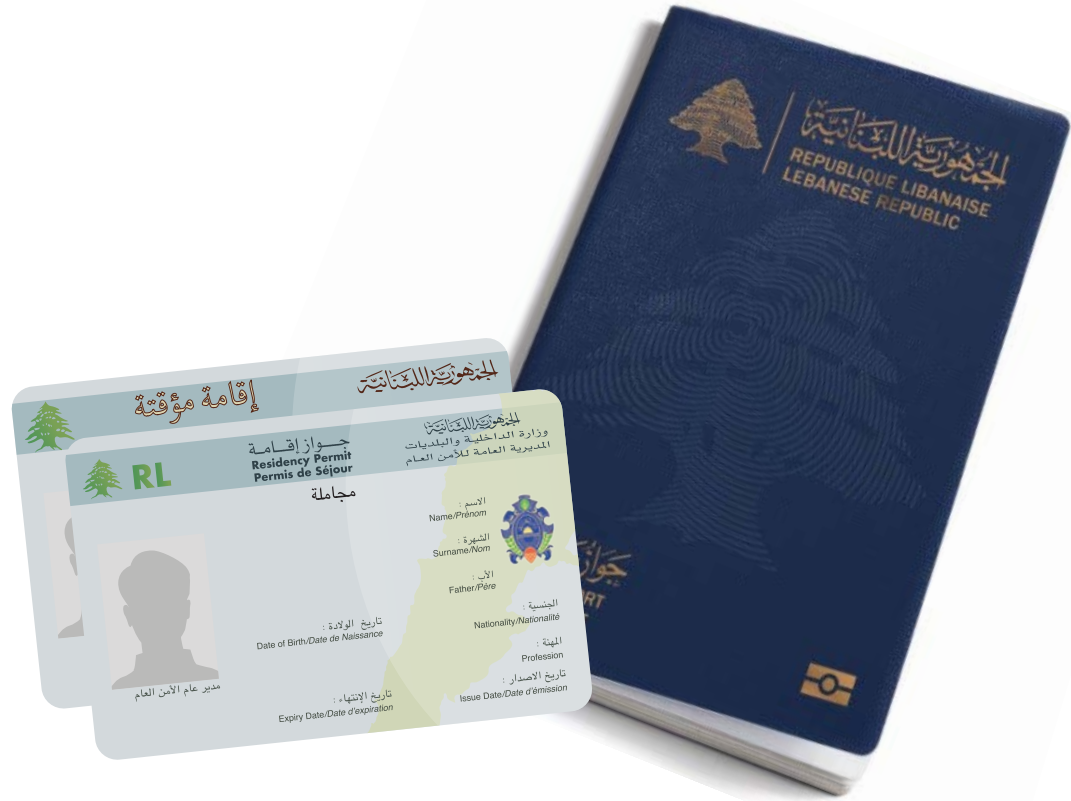 الجمهورية اللبنانية
REPUBLIQUE LIBANAISE
LEBANESE REPUBLIC
إقامة مؤقتة
الجمهورية اللبنانية
RL
جواز إقامة
Residency Permit
Permis de Séjour
مجاملة
الجمهورية اللبنانية
وزارة الداخلية والبلديات
المديرية العامة للأمن العام
الاسم :
Name/Prénom
الشهرة :
Surname/Nom
الأب :
Father/Pére
تاريخ الولادة :
Date of Birth/Date de Naissance
الجنسية :
Nationality/Nationalité
المهنة :
Profession
تاريخ الاصدار :
Issue Date/Date d'émission
تاريخ الإنتهاء :
Expiry Date/Date d'expiration
مدير عام الأمن العام